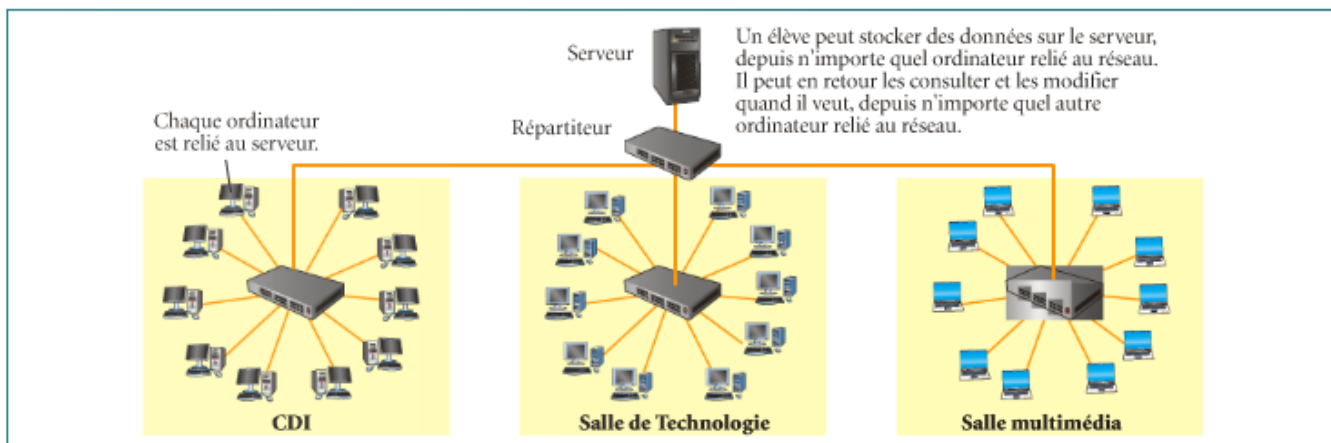 Serveur
Un élève peut stocker des données sur le serveur,
depuis n'importe quel ordinateur relié au réseau.
Il peut en retour les consulter et les modifier
quand il veut, depuis n'importe quel autre
ordinateur relié au réseau.
Répartiteur
Chaque ordinateur
est relié au serveur.
CDI
Salle de Technologie
Salle multimédia